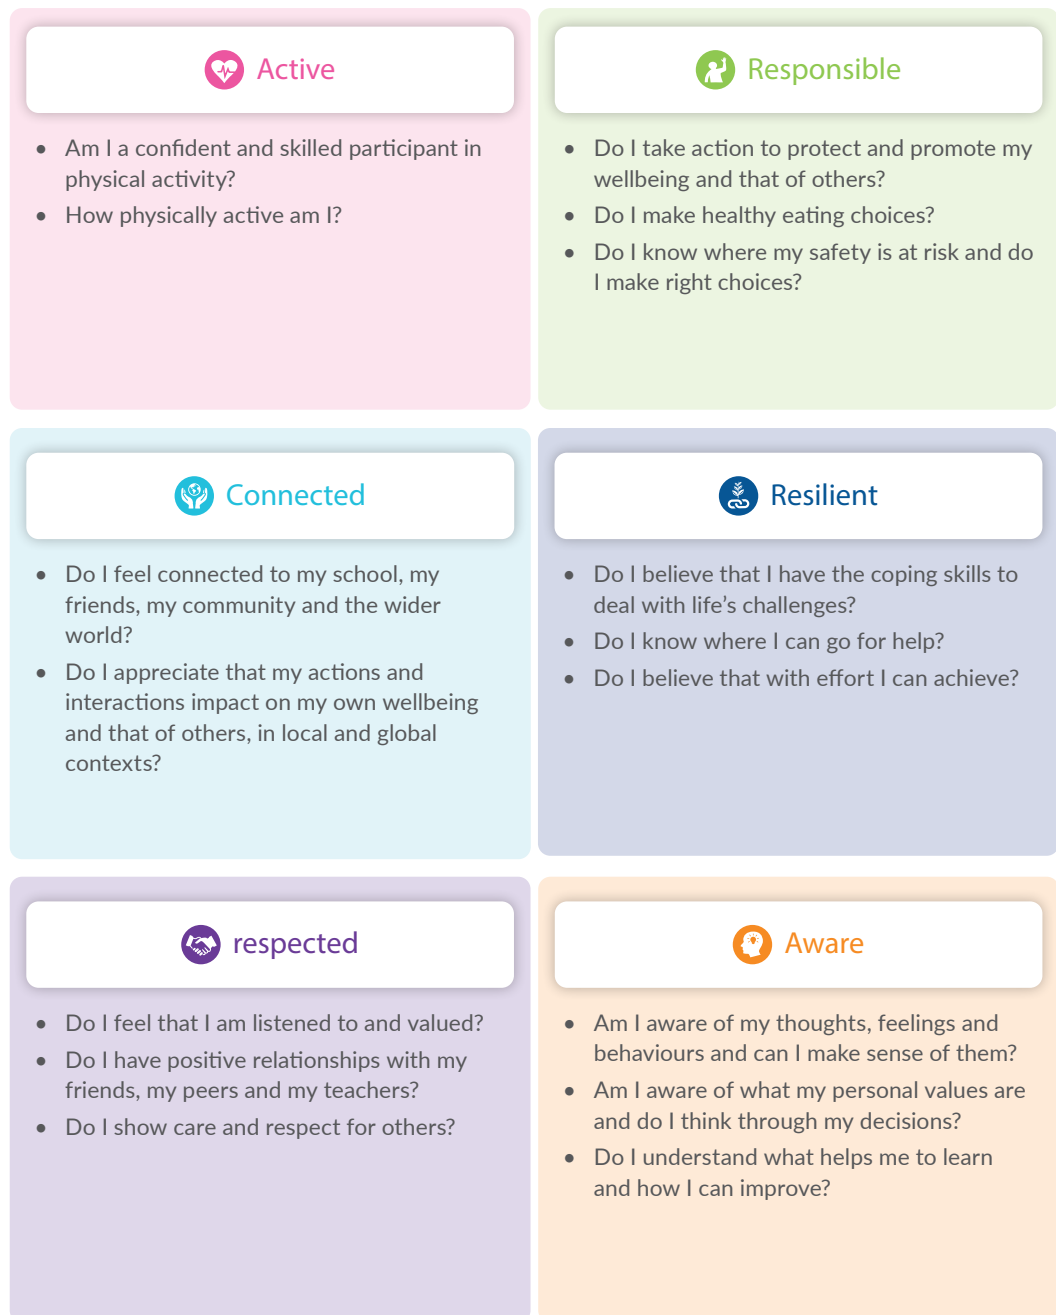 Active
• Am I a confident and skilled participant in
physical activity?
• How physically active am I?
Responsible
• Do I take action to protect and promote my
wellbeing and that of others?
• Do I make healthy eating choices?
• Do I know where my safety is at risk and do
I make right choices?
Connected
• Do I feel connected to my school, my
friends, my community and the wider
world?
• Do I appreciate that my actions and
interactions impact on my own wellbeing
and that of others, in local and global
contexts?
Resilient
• Do I believe that I have the coping skills to
deal with life’s challenges?
• Do I know where I can go for help?
• Do I believe that with effort I can achieve?
respected
• Do I feel that I am listened to and valued?
• Do I have positive relationships with my
friends, my peers and my teachers?
• Do I show care and respect for others?
Aware
• Am I aware of my thoughts, feelings and
behaviours and can I make sense of them?
• Am I aware of what my personal values are
and do I think through my decisions?
• Do I understand what helps me to learn
and how I can improve?